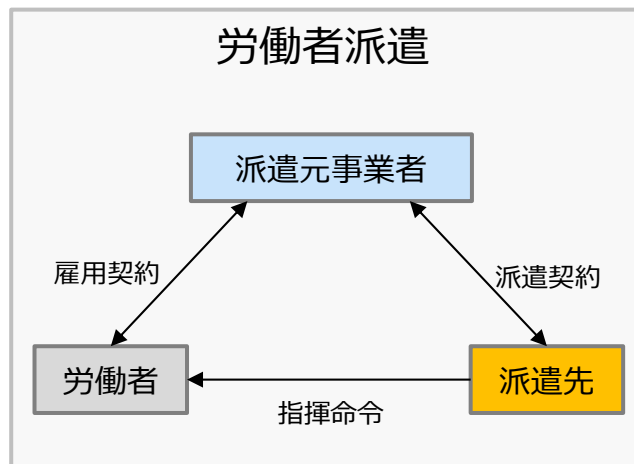 労働者派遣
派遣元事業者
雇用契約
派遣契約
労働者
派遣先
指揮命令